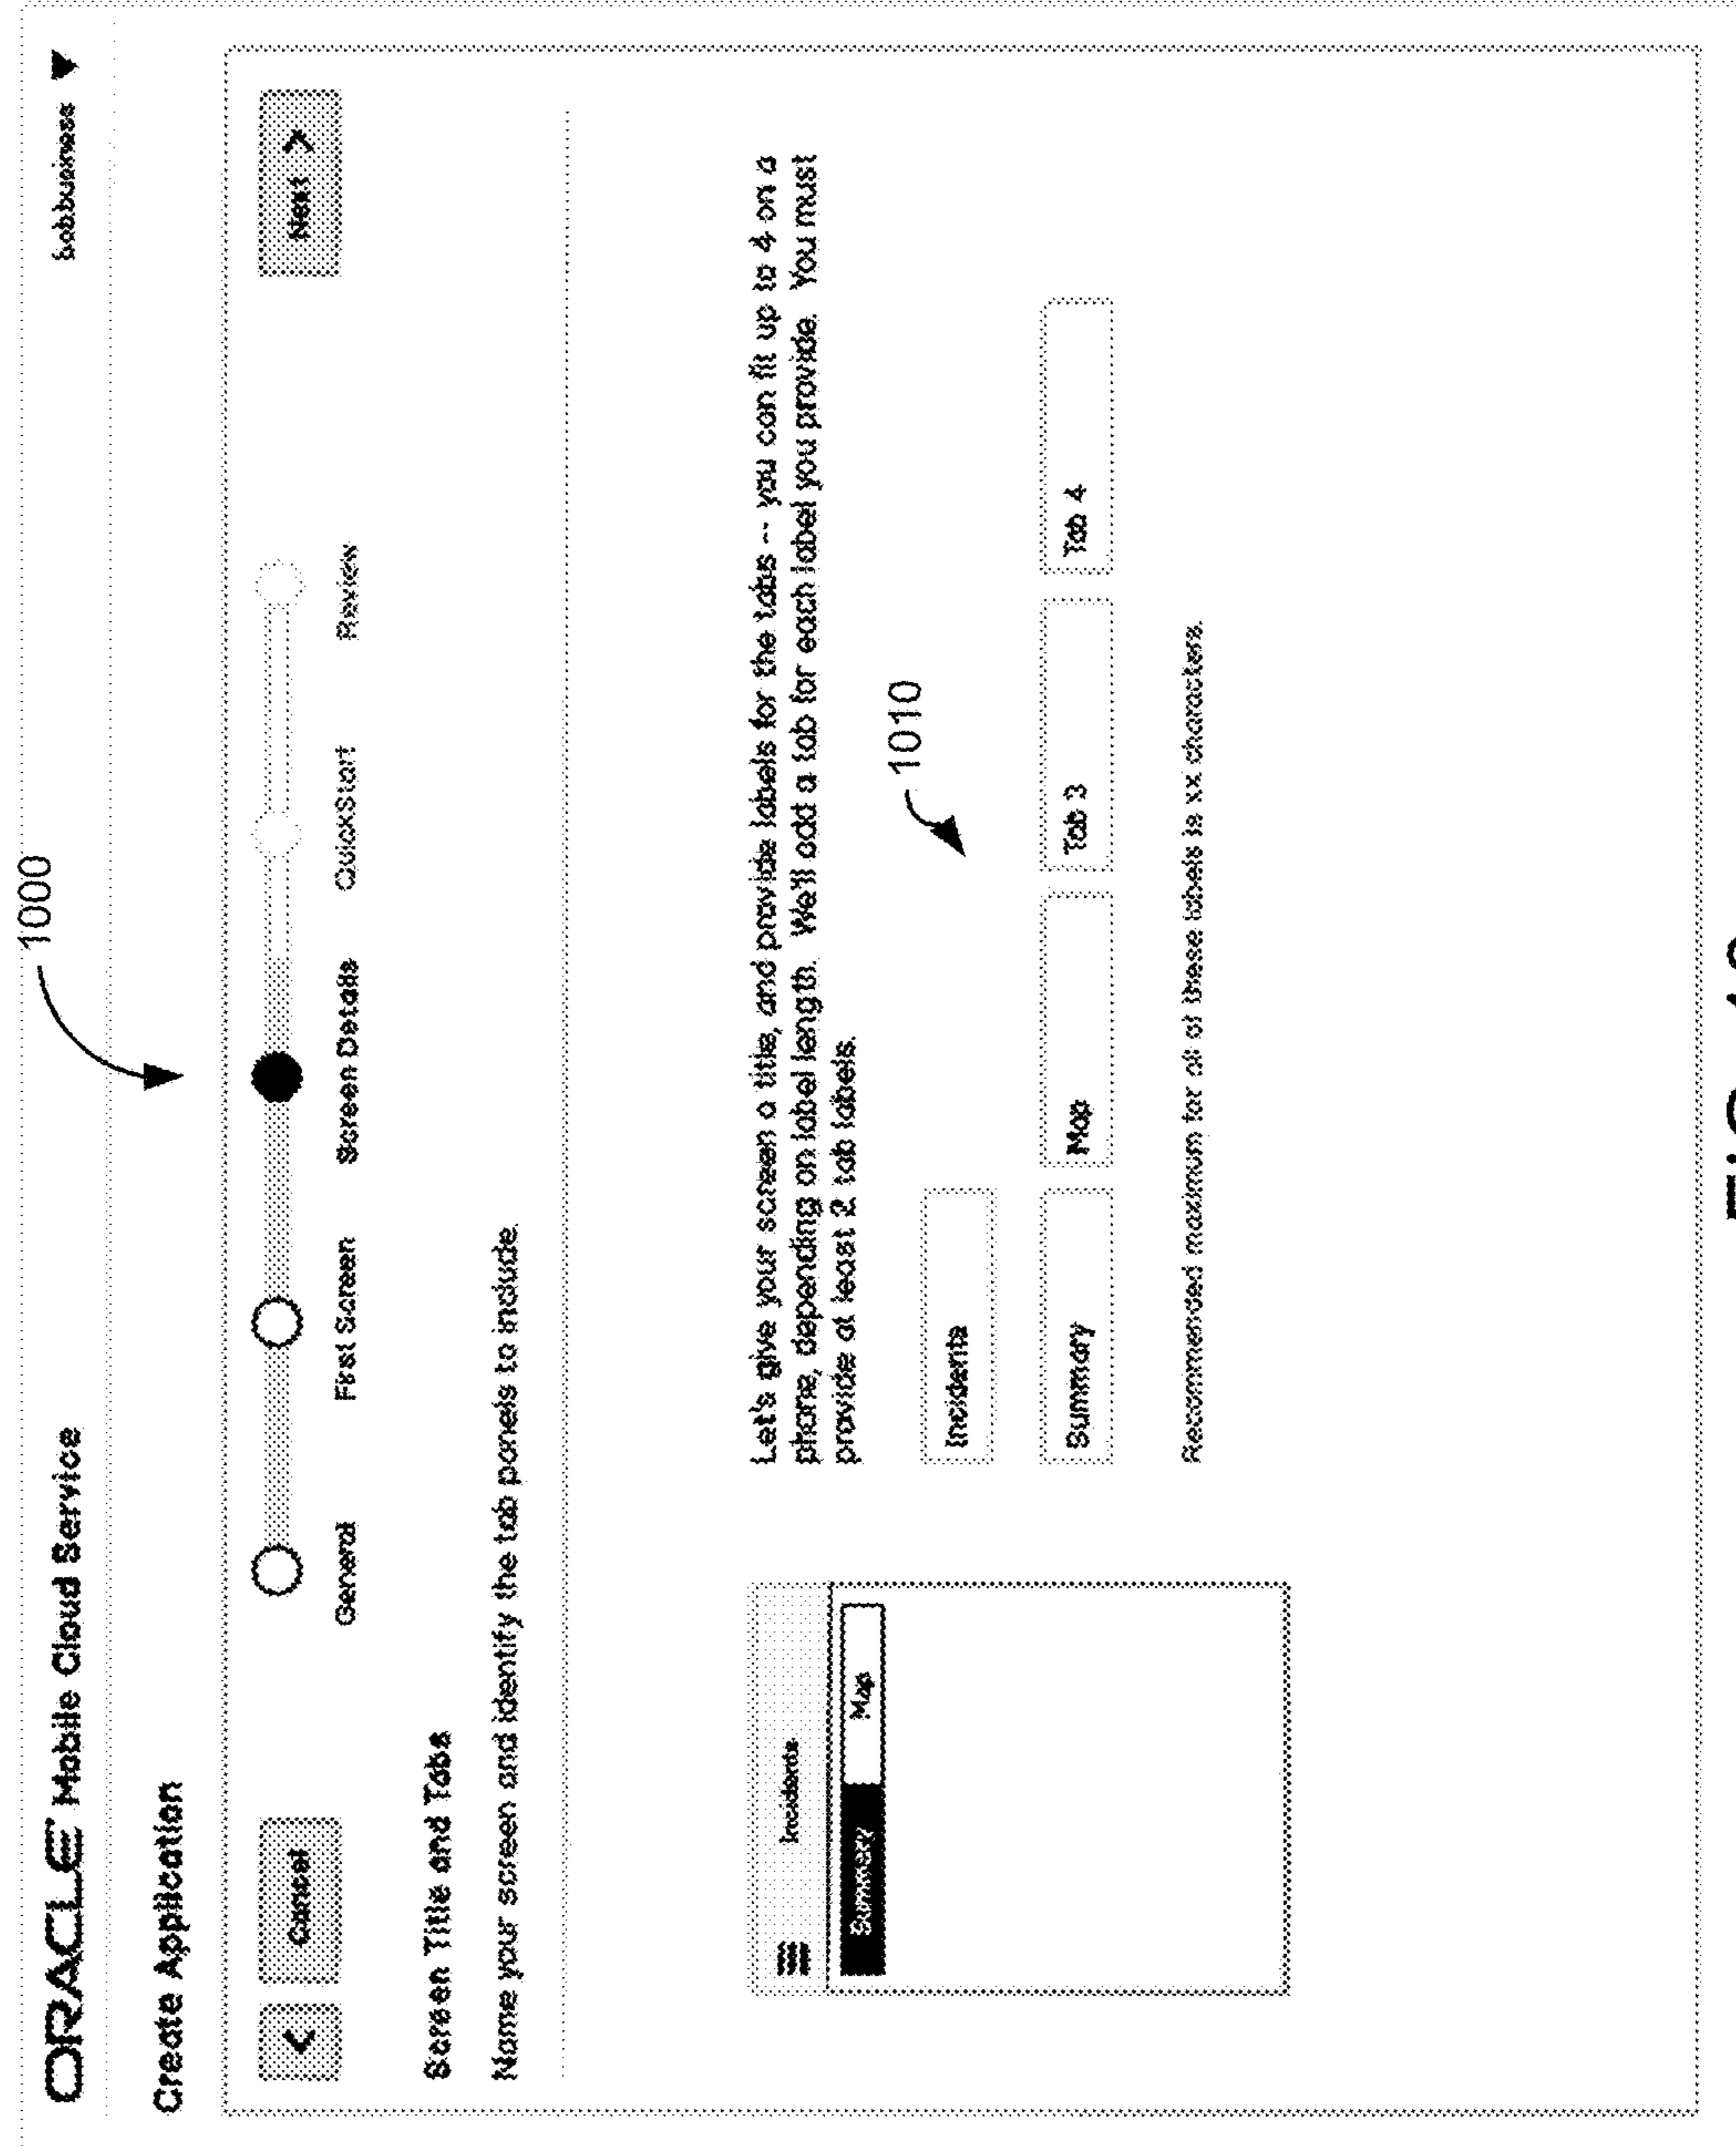 1000
ORACLE Mobile Cloud Service
bobbusiness
Create Application
<
Cancel
Next >
General
First Screen
Screen Details
QuickStart
Review
Screen Title and Tabs
Name your screen and identify the tab panels to include.
Incidents
Summary
Map
Let's give your screen a title, and provide labels for the tabs -- you can fit up to 4 on a
phone, depending on label length. We'll add a tab for each label you provide. You must
provide at least 2 tab labels.
1010
Incidents
Summary
Map
Tab 3
Tab 4
Recommended maximum for all of these labels is xx characters.